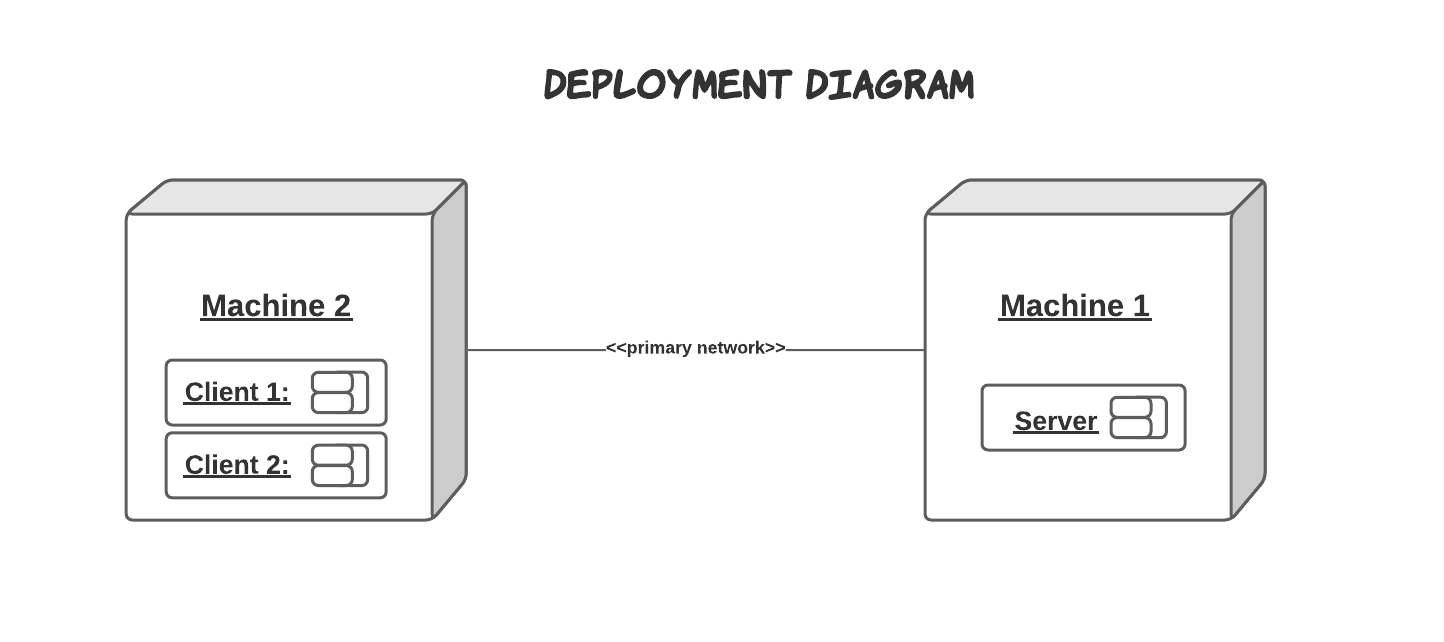 DEPLOYMENT DIAGRAM
Machine 2
Client 1:
Client 2:
<<primary network>>
Machine 1
Server